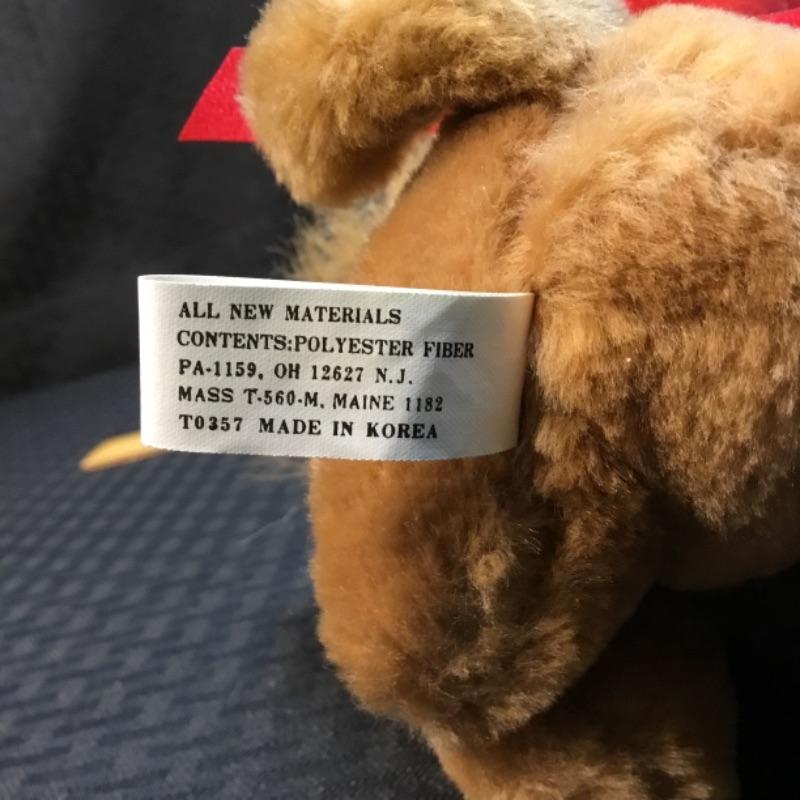 ALL NEW MATERIALS
CONTENTS:POLYESTER FIBER
PA-1159, OH 12627 N.J.
MASS T-560-M, MAINE 1182
T0357 MADE IN KOREA